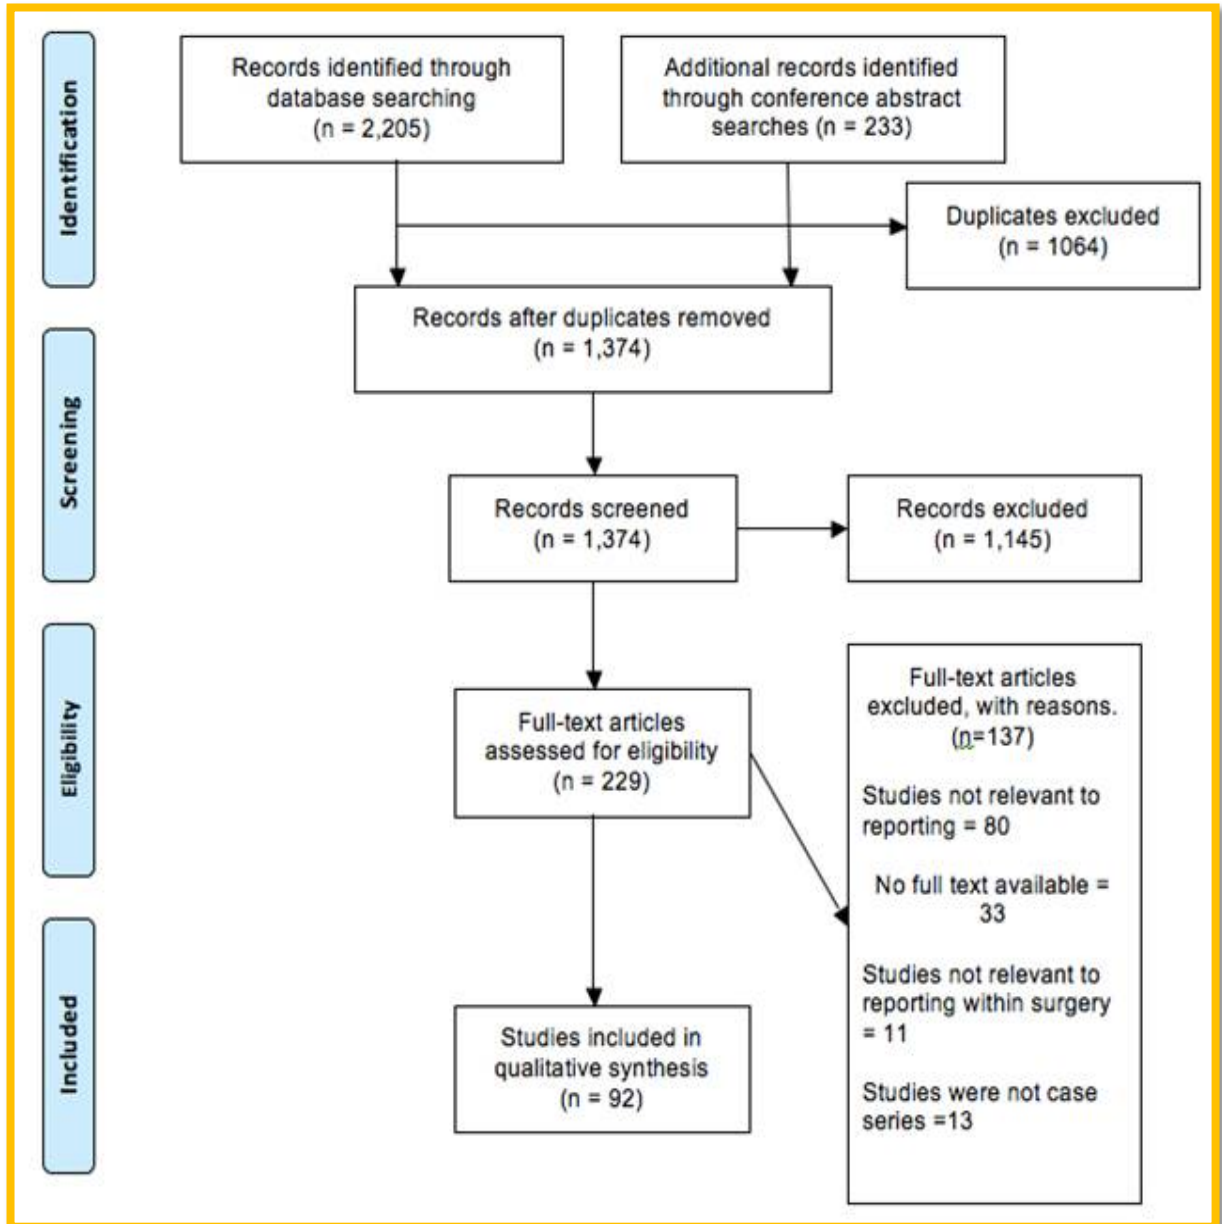 Identification
Records identified through
database searching
(n = 2,205)
Additional records identified
through conference abstract
searches (n = 233)
Duplicates excluded
(n = 1064)
Records after duplicates removed
(n = 1,374)
Screening
Records screened
(n = 1,374)
Records excluded
(n = 1,145)
Eligibility
Full-text articles
assessed for eligibility
(n = 229)
Full-text articles
excluded, with reasons.
(n=137)
Studies not relevant to
reporting = 80
No full text available =
33
Studies not relevant to
reporting within surgery
= 11
Studies were not case
series =13
Included
Studies included in
qualitative synthesis
(n = 92)